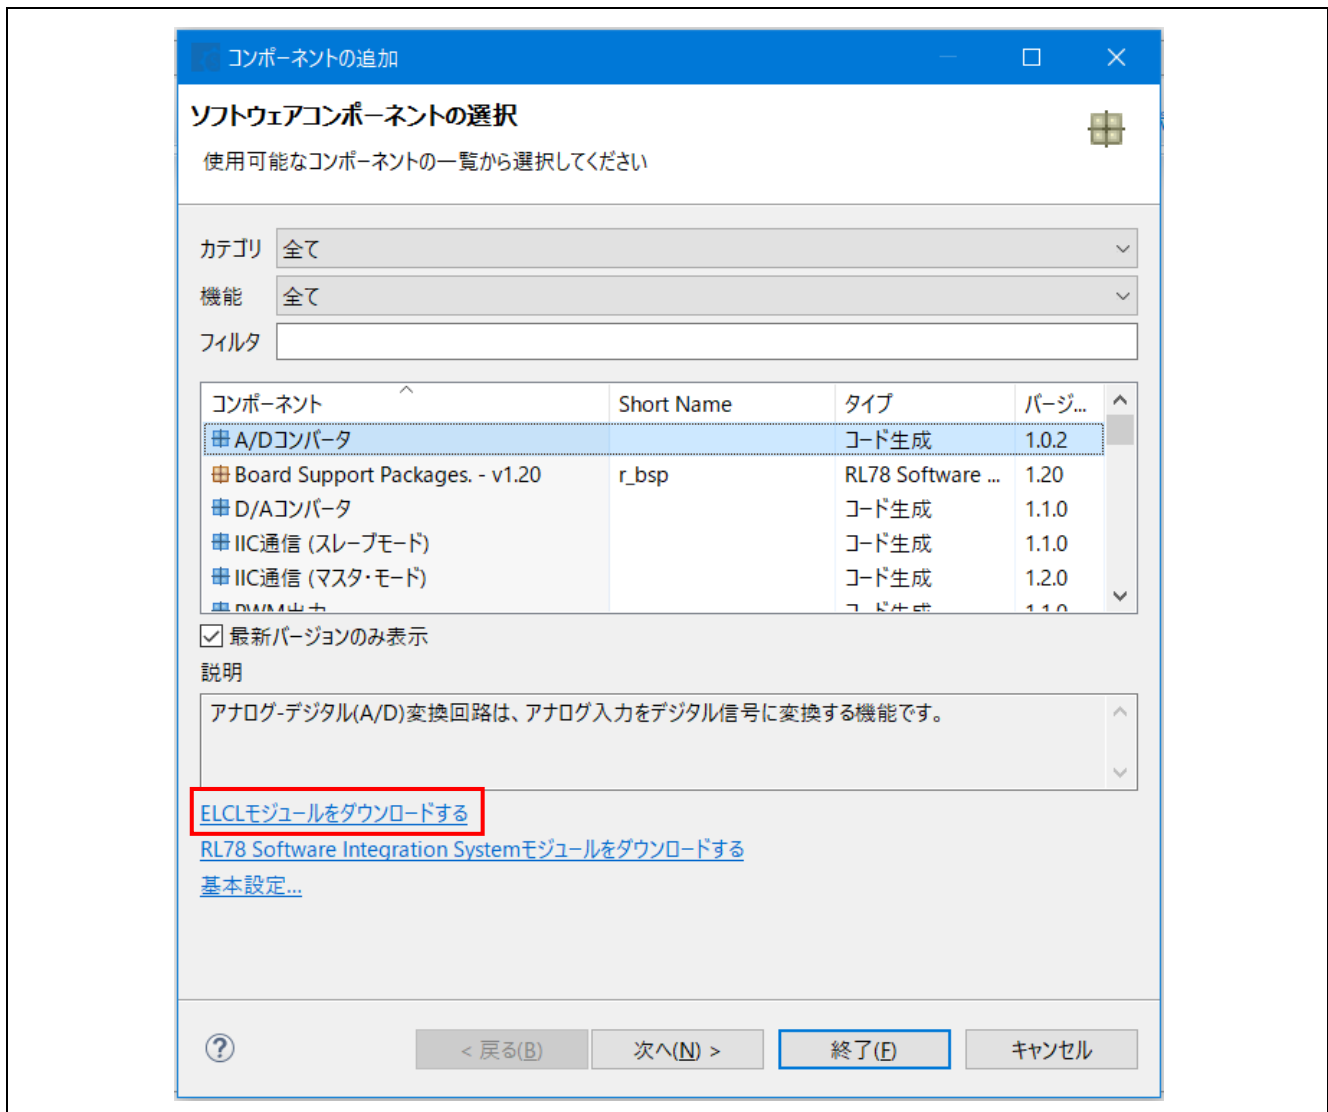 コンポーネントの追加
ソフトウェアコンポーネントの選択
使用可能なコンポーネントの一覧から選択してください
カテゴリ 全て
機能 全て
フィルタ
コンポーネント Short Name タイプ バージ...
A/Dコンバータ コード生成 1.0.2
Board Support Packages. - v1.20 r_bsp RL78 Software ... 1.20
D/Aコンバータ コード生成 1.1.0
IIC通信 (スレーブモード) コード生成 1.1.0
IIC通信 (マスタ・モード) コード生成 1.2.0
PWM出力 コード生成 1.1.0
最新バージョンのみ表示
説明
アナログ-デジタル(A/D)変換回路は、アナログ入力をデジタル信号に変換する機能です。
ELCLモジュールをダウンロードする
RL78 Software Integration Systemモジュールをダウンロードする
基本設定...
< 戻る(B) 次へ(N) > 終了(F) キャンセル